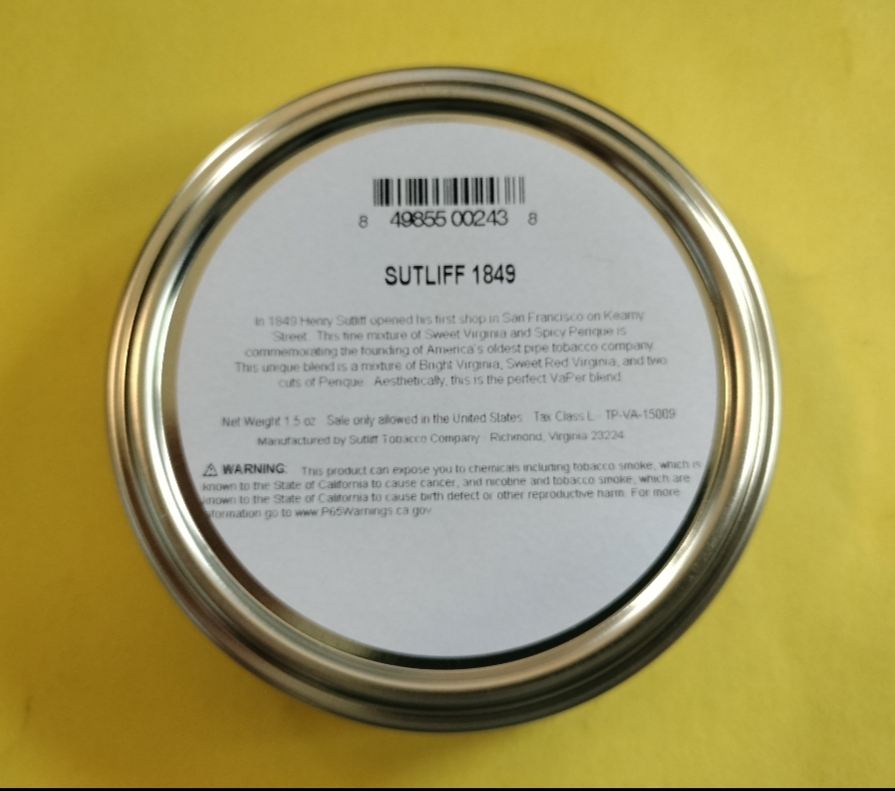 8 49855 00243 8
SUTLIFF 1849
In 1849 Henry Sutliff opened his first shop in San Francisco on Kearny
Street. This fine mixture of Sweet Virginia and Spicy Perique is
commemorating the founding of America's oldest pipe tobacco company.
This unique blend is a mixture of Bright Virginia, Sweet Red Virginia, and two
cuts of Perique. Aesthetically, this is the perfect VaPer blend.
Net Weight 1.5 oz Sale only allowed in the United States Tax Class L TP-VA-15009
Manufactured by Sutliff Tobacco Company Richmond, Virginia 23224
⚠ WARNING: This product can expose you to chemicals including tobacco smoke, which is
known to the State of California to cause cancer, and nicotine and tobacco smoke, which are
known to the State of California to cause birth defect or other reproductive harm. For more
formation go to www.P65Warnings.ca.gov